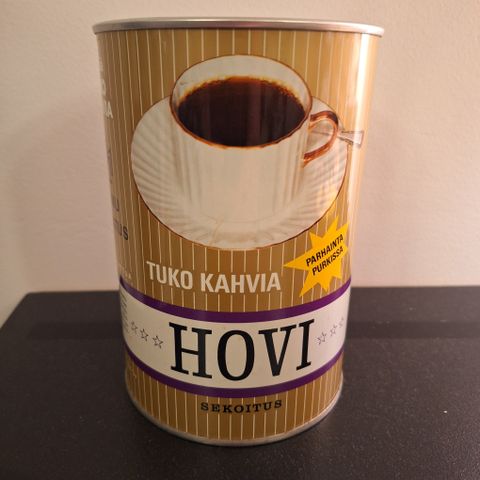 TUKO KAHVIA
PARHAINTA
PURKISSA
☆☆☆ HOVI ☆☆☆
SEKOITUS